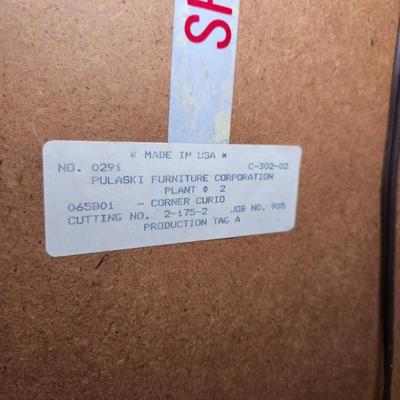 SF
* MADE IN USA *
NO. 0291 C-302-02
PULASKI FURNITURE CORPORATION
PLANT # 2
065801 - CORNER CURIO
CUTTING NO. 2-175-2 JOB NO. 905
PRODUCTION TAG A